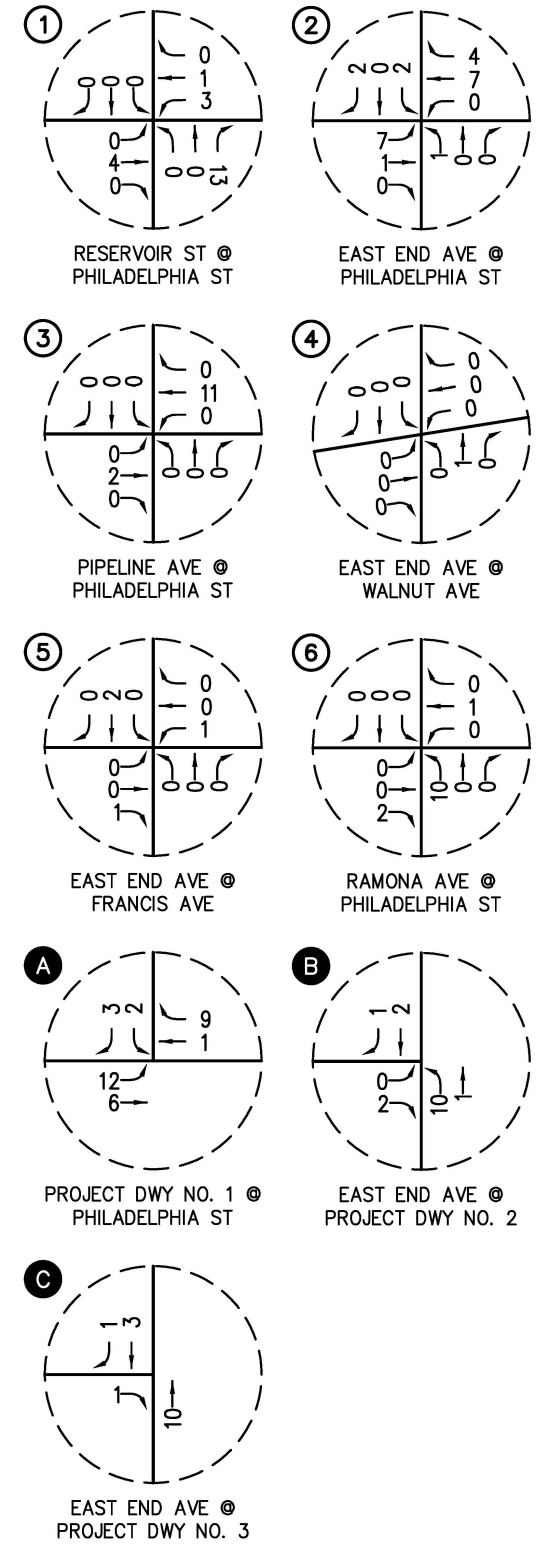 1
0
1
3
0 0 0
0
4
0
0 0 13
RESERVOIR ST @
PHILADELPHIA ST
2
4
7
0
2 0 2
7
1
0
1 0 0
EAST END AVE @
PHILADELPHIA ST
3
0
11
0
0 0 0
0
2
0
0 0 0
PIPELINE AVE @
PHILADELPHIA ST
4
0
0
0
0 0 0
0
0
0
0 1 0
EAST END AVE @
WALNUT AVE
5
0
0
1
0 2 0
0
0
1
0 0 0
EAST END AVE @
FRANCIS AVE
6
0
1
0
0 0 0
0
0
2
10 0 0
RAMONA AVE @
PHILADELPHIA ST
A
3 2
9
1
12
6
PROJECT DWY NO. 1 @
PHILADELPHIA ST
B
1 2
0
2
10 1
EAST END AVE @
PROJECT DWY NO. 2
C
1 3
1
10
EAST END AVE @
PROJECT DWY NO. 3